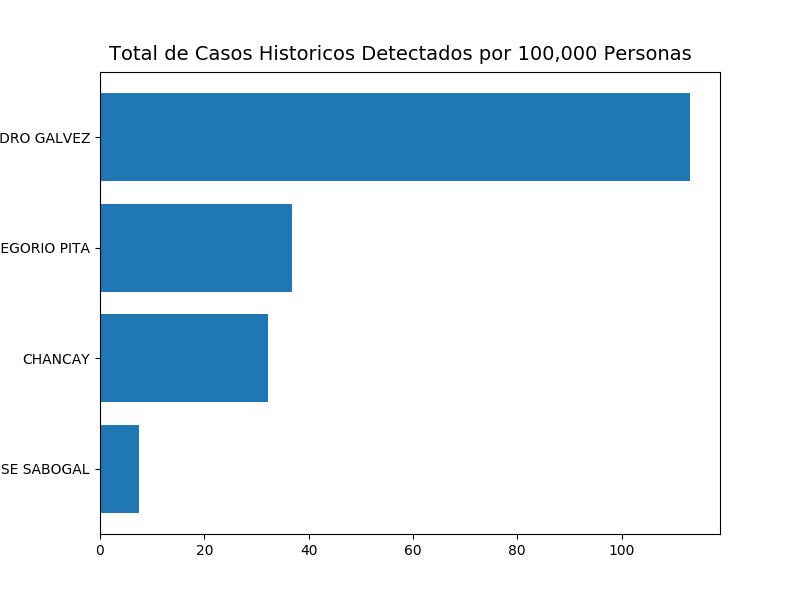 Total de Casos Historicos Detectados por 100,000 Personas
DRO GALVEZ
EGORIO PITA
CHANCAY
SE SABOGAL
0 20 40 60 80 100